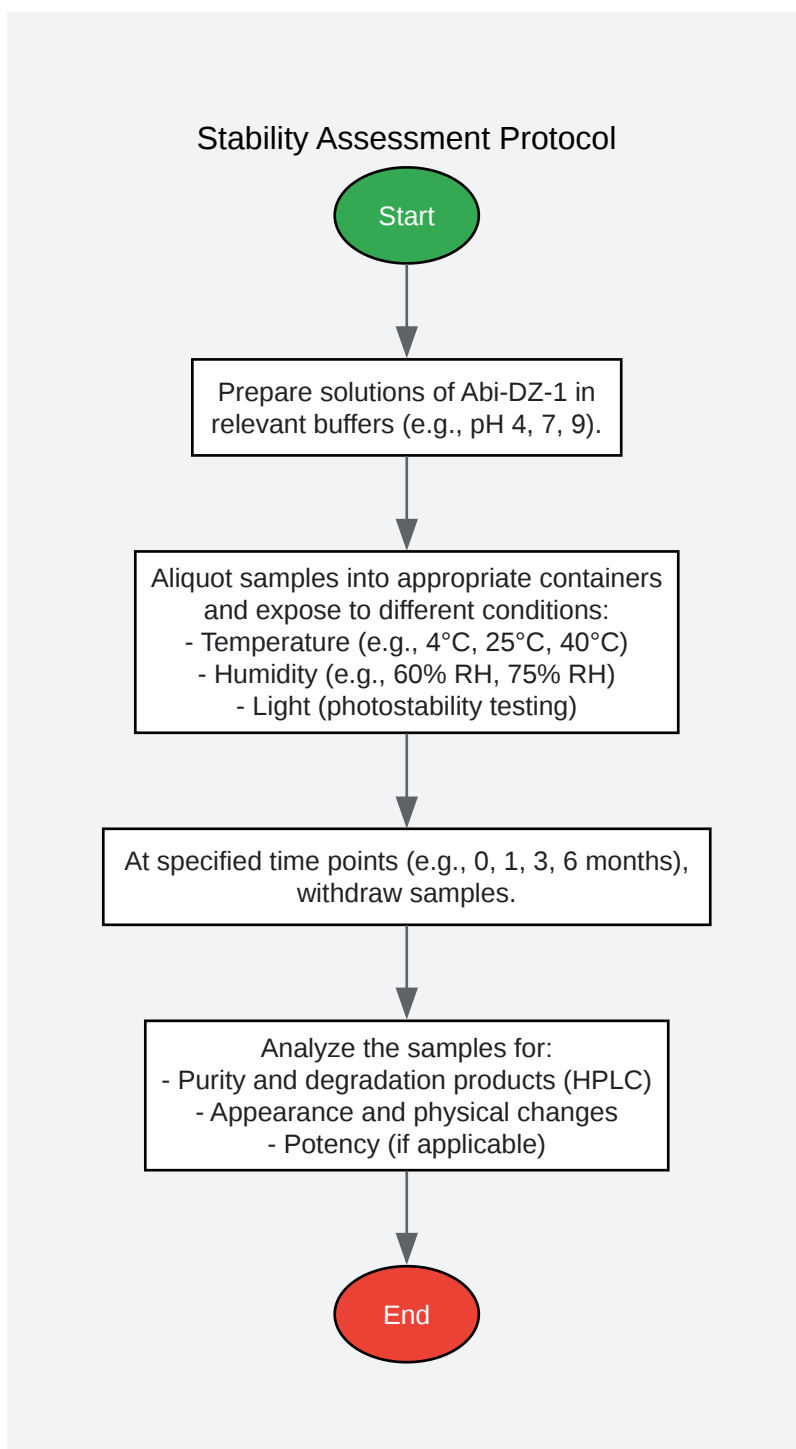 Stability Assessment Protocol
Start
Prepare solutions of Abi-DZ-1 in
relevant buffers (e.g., pH 4, 7, 9).
Aliquot samples into appropriate containers
and expose to different conditions:
- Temperature (e.g., 4°C, 25°C, 40°C)
- Humidity (e.g., 60% RH, 75% RH)
- Light (photostability testing)
At specified time points (e.g., 0, 1, 3, 6 months),
withdraw samples.
Analyze the samples for:
- Purity and degradation products (HPLC)
- Appearance and physical changes
- Potency (if applicable)
End